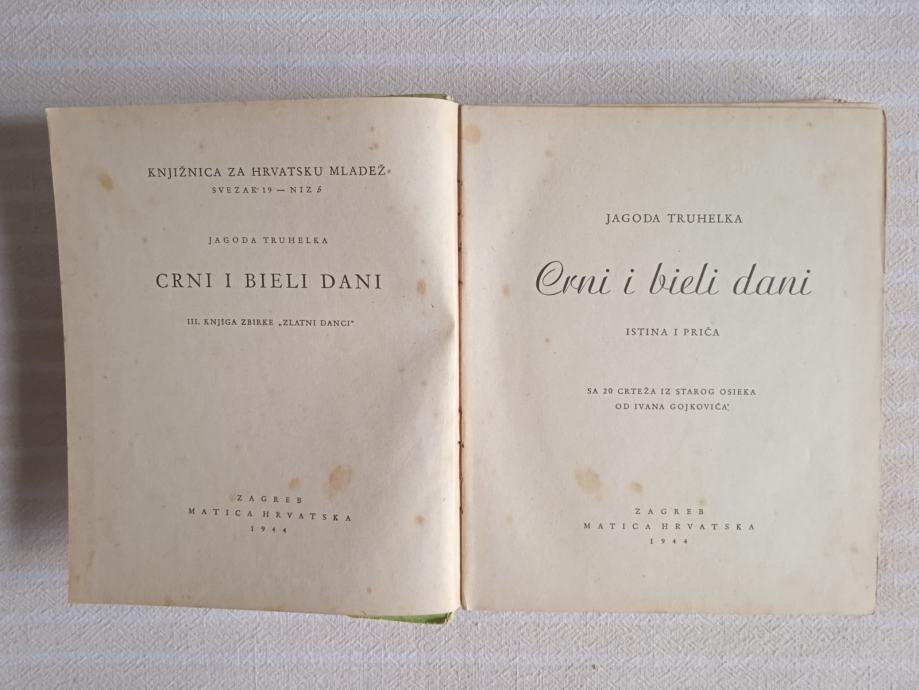 KNJIŽNICA ZA HRVATSKU MLADEŽ
SVEZAK 19 — NIZ b
JAGODA TRUHELKA
CRNI I BIELI DANI
III. KNJIGA ZBIRKE „ZLATNI DANCI“
ZAGREB
MATICA HRVATSKA
1944
JAGODA TRUHELKA
Crni i bieli dani
ISTINA I PRIČA
SA 20 CRTEŽA IZ STAROG OSIEKA
OD IVANA GOJKOVIĆA
ZAGREB
MATICA HRVATSKA
1944